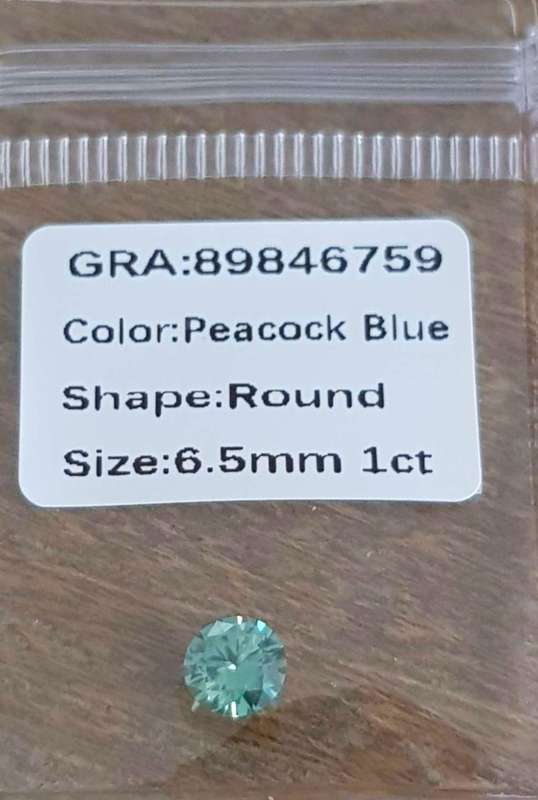 GRA:89846759
Color:Peacock Blue
Shape:Round
Size:6.5mm 1ct